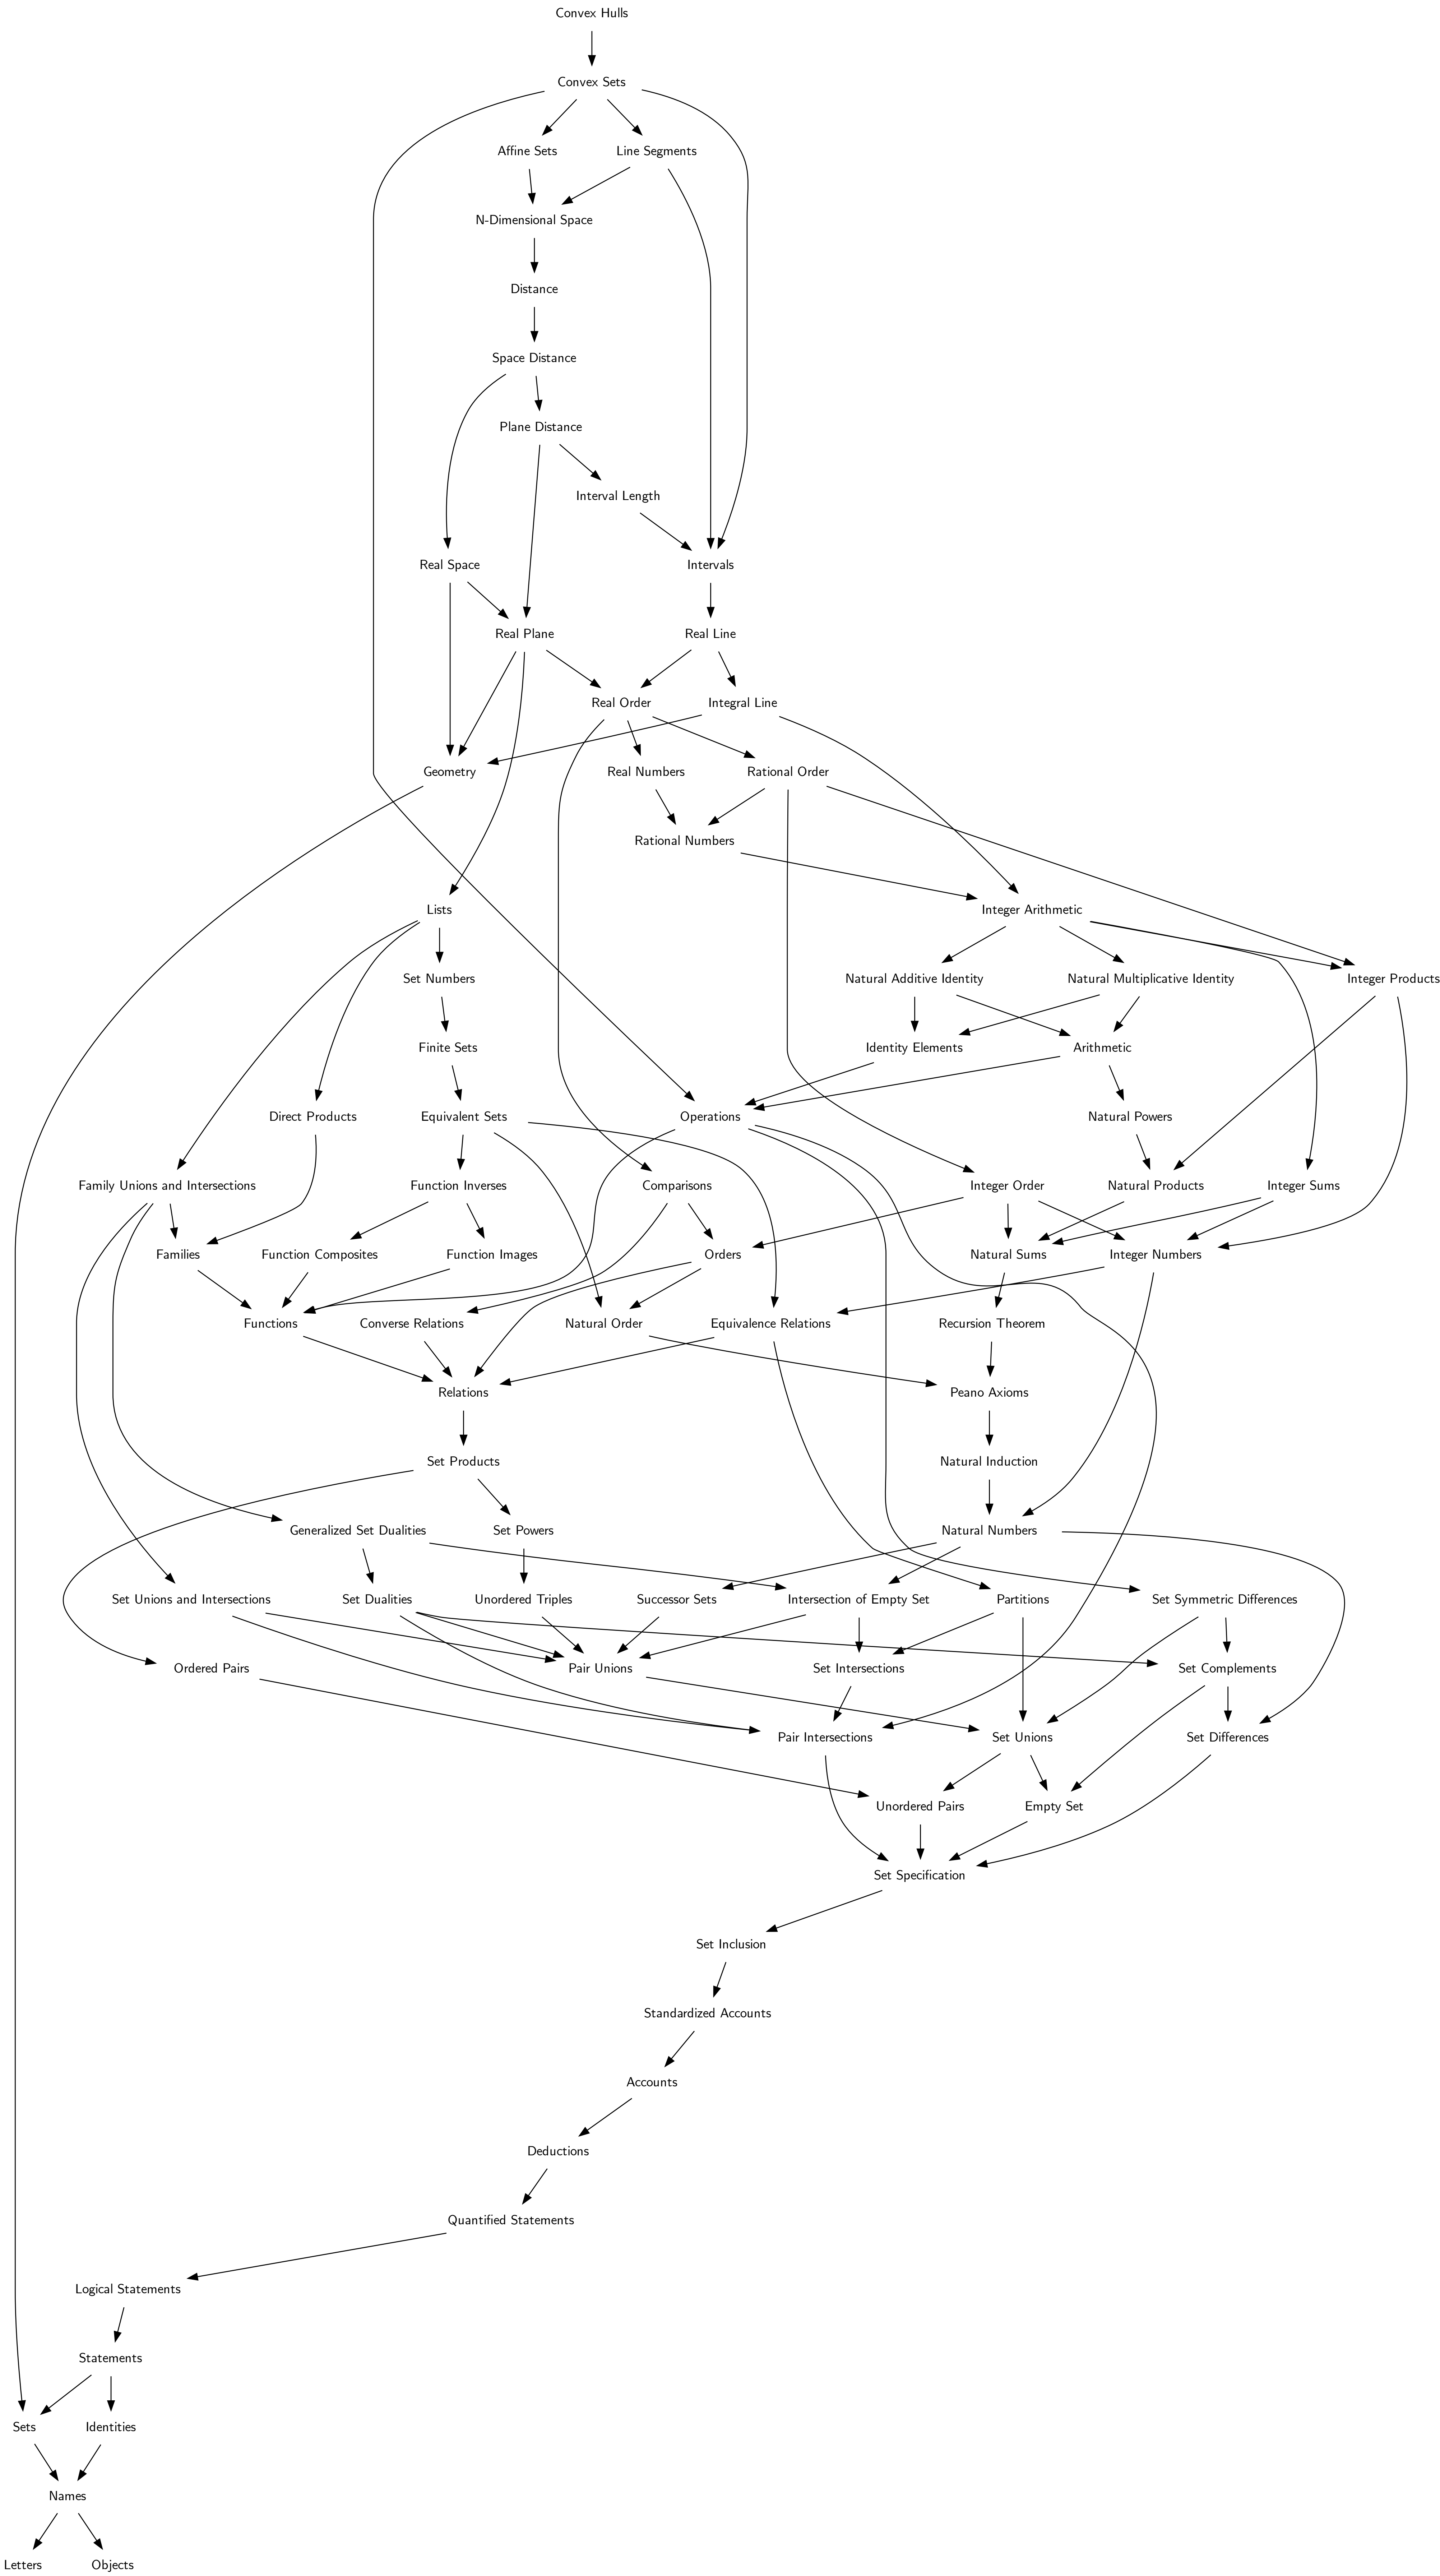 Convex Hulls
Convex Sets
Affine Sets
Line Segments
N-Dimensional Space
Distance
Space Distance
Plane Distance
Interval Length
Real Space
Intervals
Real Plane
Real Line
Real Order
Integral Line
Geometry
Real Numbers
Rational Order
Rational Numbers
Lists
Integer Arithmetic
Set Numbers
Natural Additive Identity
Natural Multiplicative Identity
Integer Products
Finite Sets
Identity Elements
Arithmetic
Direct Products
Equivalent Sets
Operations
Natural Powers
Family Unions and Intersections
Function Inverses
Comparisons
Integer Order
Natural Products
Integer Sums
Families
Function Composites
Function Images
Orders
Natural Sums
Integer Numbers
Functions
Converse Relations
Natural Order
Equivalence Relations
Recursion Theorem
Relations
Peano Axioms
Set Products
Natural Induction
Generalized Set Dualities
Set Powers
Natural Numbers
Set Unions and Intersections
Set Dualities
Unordered Triples
Successor Sets
Intersection of Empty Set
Partitions
Set Symmetric Differences
Ordered Pairs
Pair Unions
Set Intersections
Set Complements
Pair Intersections
Set Unions
Set Differences
Unordered Pairs
Empty Set
Set Specification
Set Inclusion
Standardized Accounts
Accounts
Deductions
Quantified Statements
Logical Statements
Statements
Sets
Identities
Names
Letters
Objects